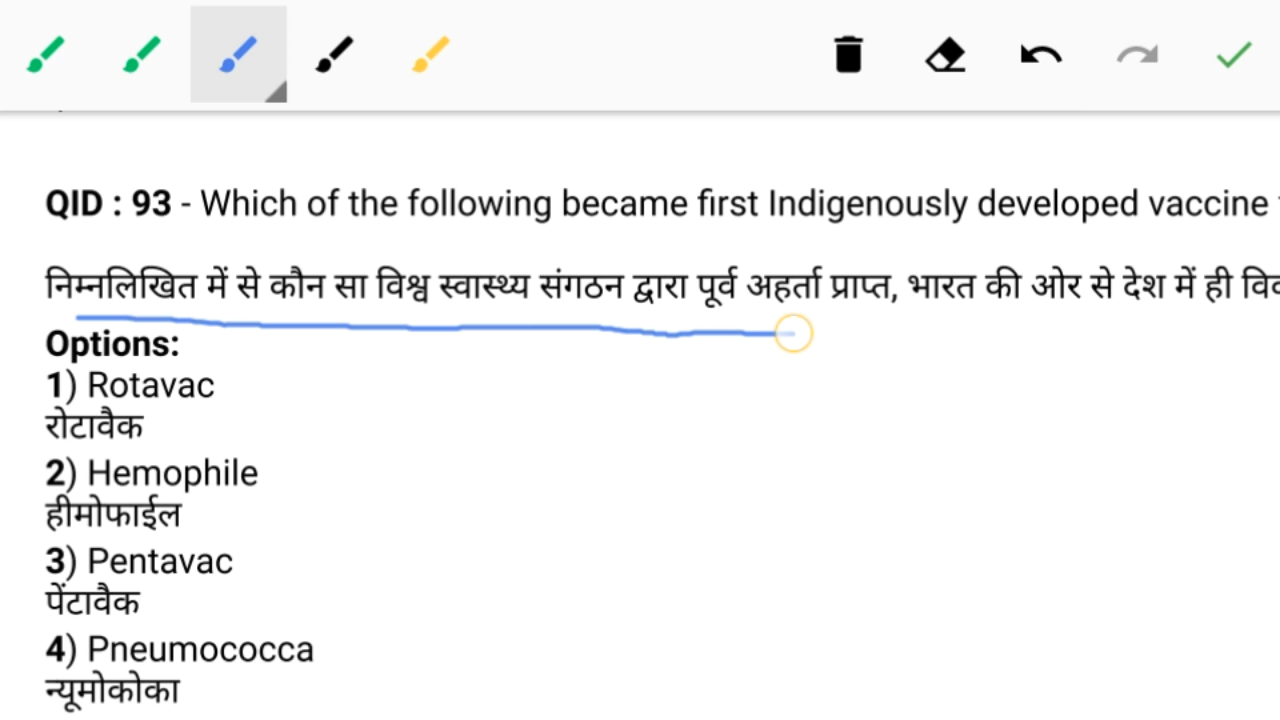 QID : 93 - Which of the following became first Indigenously developed vaccine
निम्नलिखित में से कौन सा विश्व स्वास्थ्य संगठन द्वारा पूर्व अहर्ता प्राप्त, भारत की ओर से देश में ही
Options:
1) Rotavac
रोटावैक
2) Hemophile
हीमोफाईल
3) Pentavac
पेंटावैक
4) Pneumococca
न्यूमोकोका